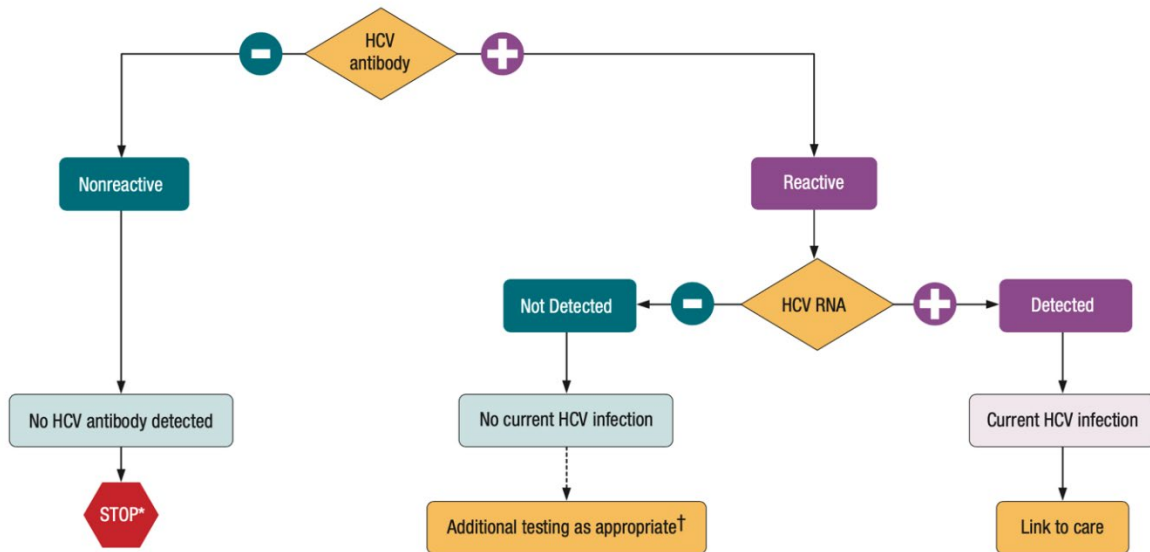 HCV
antibody
Nonreactive
Reactive
Not Detected
HCV RNA
Detected
No HCV antibody detected
No current HCV infection
Current HCV infection
STOP*
Additional testing as appropriate†
Link to care